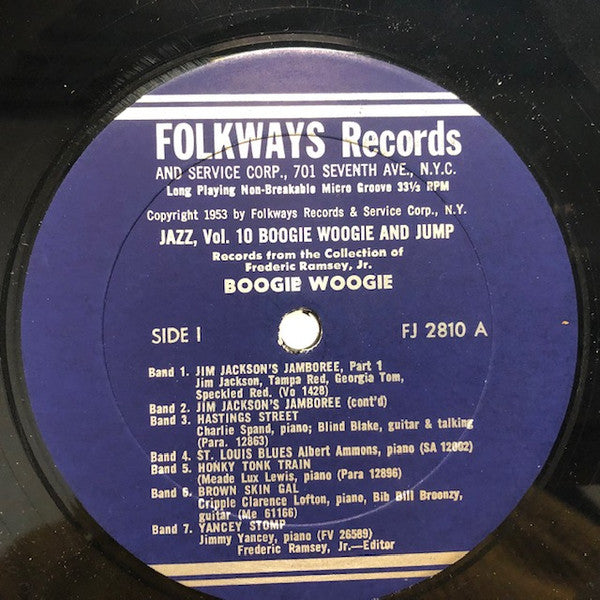 FOLKWAYS Records
AND SERVICE CORP., 701 SEVENTH AVE., N.Y.C.
Long Playing Non-Breakable Micro Groove 33⅓ RPM
Copyright 1953 by Folkways Records & Service Corp., N.Y.
JAZZ, Vol. 10 BOOGIE WOOGIE AND JUMP
Records from the Collection of
Frederic Ramsey, Jr.
BOOGIE WOOGIE
SIDE I FJ 2810 A
Band 1. JIM JACKSON'S JAMBOREE, Part 1
Jim Jackson, Tampa Red, Georgia Tom,
Speckled Red. (Vo 1428)
Band 2. JIM JACKSON'S JAMBOREE (cont'd)
Band 3. HASTINGS STREET
Charlie Spand, piano; Blind Blake, guitar & talking
(Para. 12863)
Band 4. ST. LOUIS BLUES Albert Ammons, piano (SA 12002)
Band 5. HONKY TONK TRAIN
(Meade Lux Lewis, piano (Para 12896)
Band 6. BROWN SKIN GAL
Cripple Clarence Lofton, piano, Bib Bill Broonzy,
guitar (Me 61166)
Band 7. YANCEY STOMP
Jimmy Yancey, piano (FV 26589)
Frederic Ramsey, Jr.—Editor